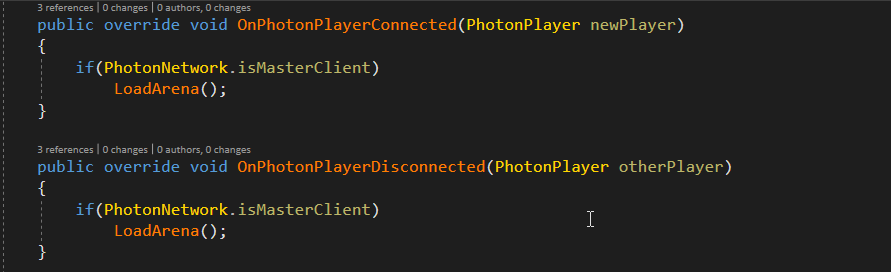 3 references | 0 changes | 0 authors, 0 changes
public override void OnPhotonPlayerConnected(PhotonPlayer newPlayer)
{
if(PhotonNetwork.isMasterClient)
LoadArena();
}
3 references | 0 changes | 0 authors, 0 changes
public override void OnPhotonPlayerDisconnected(PhotonPlayer otherPlayer)
{
if(PhotonNetwork.isMasterClient)
LoadArena();
}